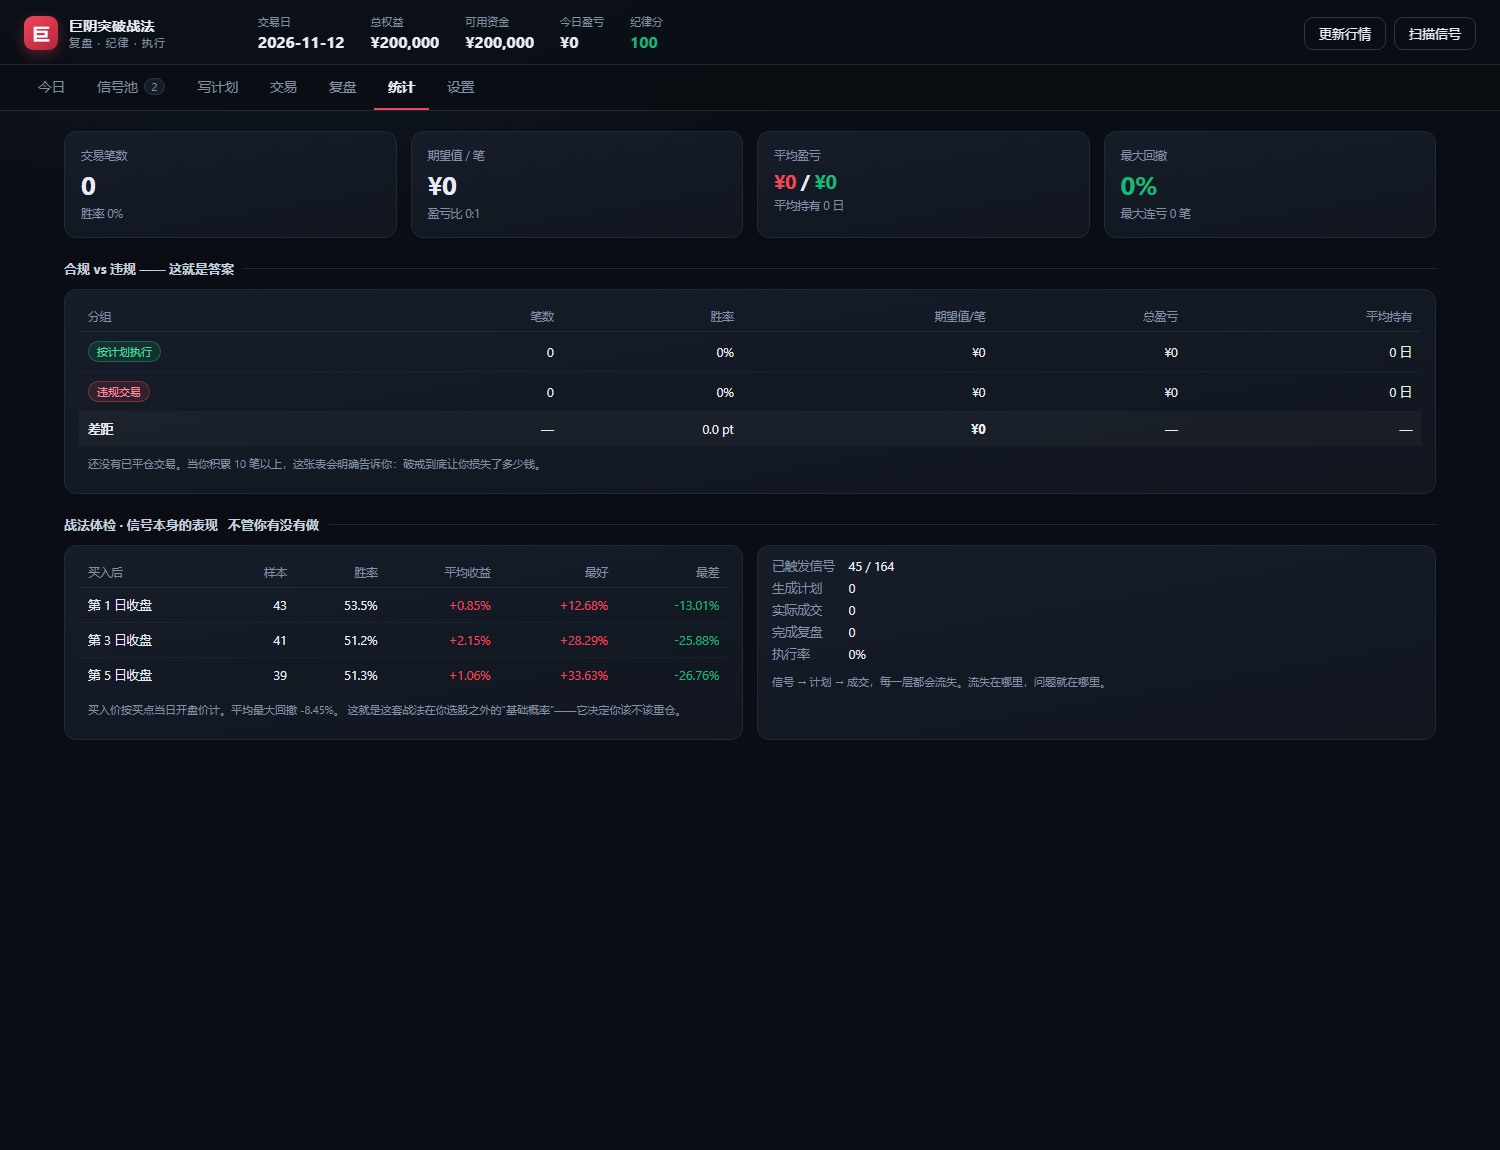 巨
巨阴突破战法
复盘 · 纪律 · 执行
交易日
2026-11-12
总权益
¥200,000
可用资金
¥200,000
今日盈亏
¥0
纪律分
100
更新行情
扫描信号
今日
信号池 2
写计划
交易
复盘
统计
设置
交易笔数
0
胜率 0%
期望值 / 笔
¥0
盈亏比 0:1
平均盈亏
¥0 / ¥0
平均持有 0 日
最大回撤
0%
最大连亏 0 笔
合规 vs 违规 —— 这就是答案
分组 笔数 胜率 期望值/笔 总盈亏 平均持有
按计划执行 0 0% ¥0 ¥0 0 日
违规交易 0 0% ¥0 ¥0 0 日
差距 — 0.0 pt ¥0 — —
还没有已平仓交易。当你积累 10 笔以上，这张表会明确告诉你：破戒到底让你损失了多少钱。
战法体检 · 信号本身的表现 不管你有没有做
买入后 样本 胜率 平均收益 最好 最差
第 1 日收盘 43 53.5% +0.85% +12.68% -13.01%
第 3 日收盘 41 51.2% +2.15% +28.29% -25.88%
第 5 日收盘 39 51.3% +1.06% +33.63% -26.76%
买入价按买点当日开盘价计。平均最大回撤 -8.45%。 这就是这套战法在你选股之外的"基础概率"——它决定你该不该重仓。
已触发信号 45 / 164
生成计划 0
实际成交 0
完成复盘 0
执行率 0%
信号 → 计划 → 成交，每一层都会流失。流失在哪里，问题就在哪里。